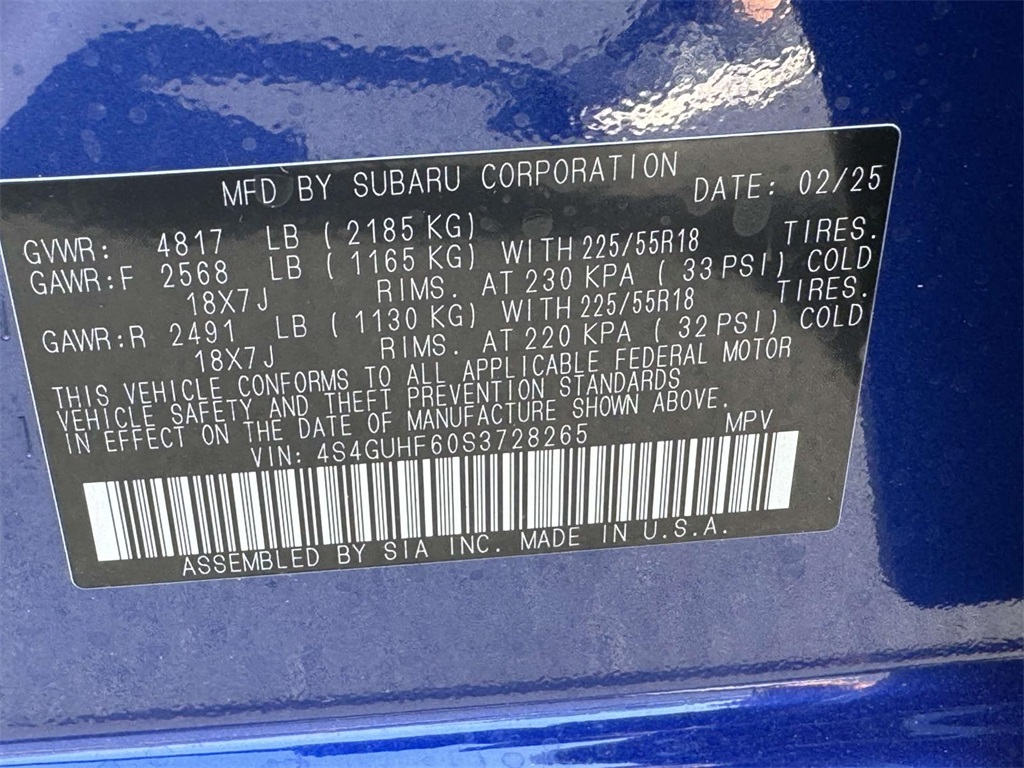 MFD BY SUBARU CORPORATION DATE: 02/25
GVWR: 4817 LB ( 2185 KG)
GAWR:F 2568 LB ( 1165 KG) WITH 225/55R18 TIRES.
18X7J RIMS. AT 230 KPA ( 33 PSI) COLD
GAWR:R 2491 LB ( 1130 KG) WITH 225/55R18 TIRES.
18X7J RIMS. AT 220 KPA ( 32 PSI) COLD
THIS VEHICLE CONFORMS TO ALL APPLICABLE FEDERAL MOTOR
VEHICLE SAFETY AND THEFT PREVENTION STANDARDS
IN EFFECT ON THE DATE OF MANUFACTURE SHOWN ABOVE.
VIN: 4S4GUHF60S3728265 MPV
ASSEMBLED BY SIA INC. MADE IN U.S.A.